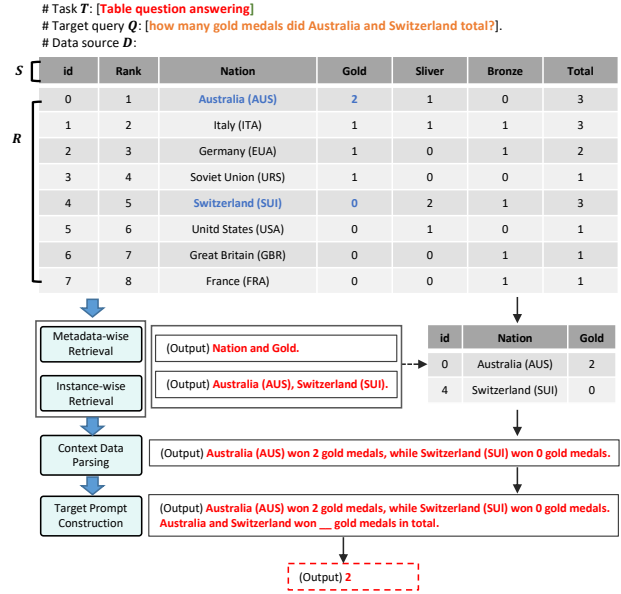 # Task T: [Table question answering]
# Target query Q: [how many gold medals did Australia and Switzerland total?].
# Data source D:
S
id Rank Nation Gold Sliver Bronze Total
R
0 1 Australia (AUS) 2 1 0 3
1 2 Italy (ITA) 1 1 1 3
2 3 Germany (EUA) 1 0 1 2
3 4 Soviet Union (URS) 1 0 0 1
4 5 Switzerland (SUI) 0 2 1 3
5 6 Unitd States (USA) 0 1 0 1
6 7 Great Britain (GBR) 0 0 1 1
7 8 France (FRA) 0 0 1 1
Metadata-wise
Retrieval
(Output) Nation and Gold.
Instance-wise
Retrieval
(Output) Australia (AUS), Switzerland (SUI).
id Nation Gold
0 Australia (AUS) 2
4 Switzerland (SUI) 0
Context Data
Parsing
(Output) Australia (AUS) won 2 gold medals, while Switzerland (SUI) won 0 gold medals.
Target Prompt
Construction
(Output) Australia (AUS) won 2 gold medals, while Switzerland (SUI) won 0 gold medals.
Australia and Switzerland won __ gold medals in total.
(Output) 2